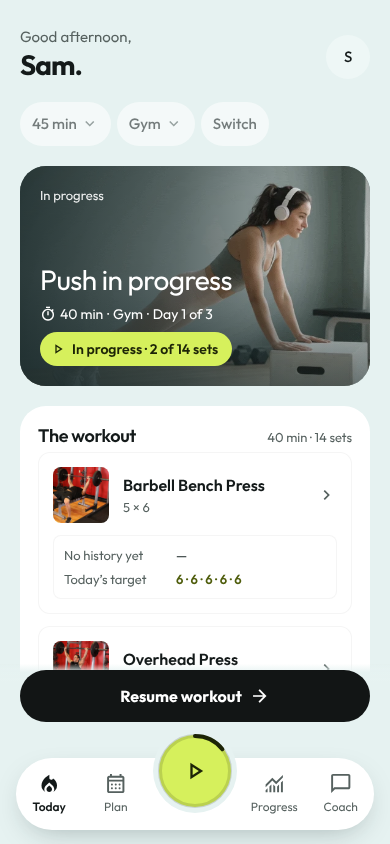 Good afternoon,
Sam.
S
45 min
Gym
Switch
In progress
Push in progress
40 min · Gym · Day 1 of 3
In progress · 2 of 14 sets
The workout
40 min · 14 sets
Barbell Bench Press
5 × 6
No history yet —
Today's target 6 · 6 · 6 · 6 · 6
Overhead Press
Resume workout →
Today
Plan
Progress
Coach